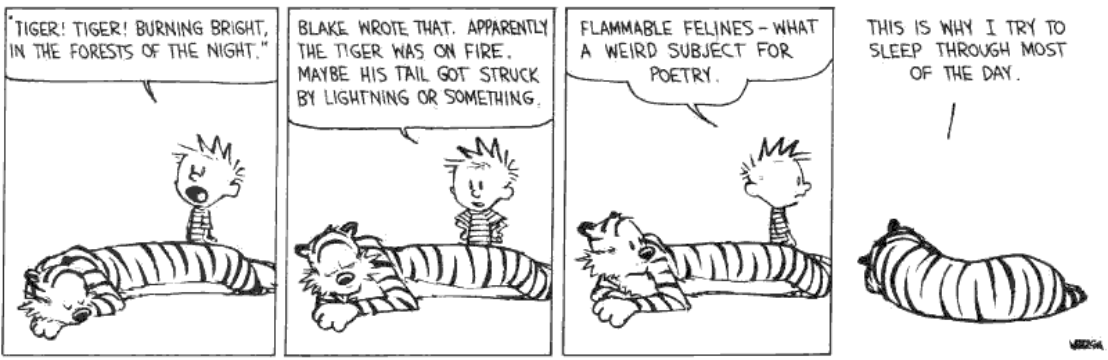 "TIGER! TIGER! BURNING BRIGHT,
IN THE FORESTS OF THE NIGHT."
BLAKE WROTE THAT. APPARENTLY
THE TIGER WAS ON FIRE.
MAYBE HIS TAIL GOT STRUCK
BY LIGHTNING OR SOMETHING.
FLAMMABLE FELINES - WHAT
A WEIRD SUBJECT FOR
POETRY.
THIS IS WHY I TRY TO
SLEEP THROUGH MOST
OF THE DAY.